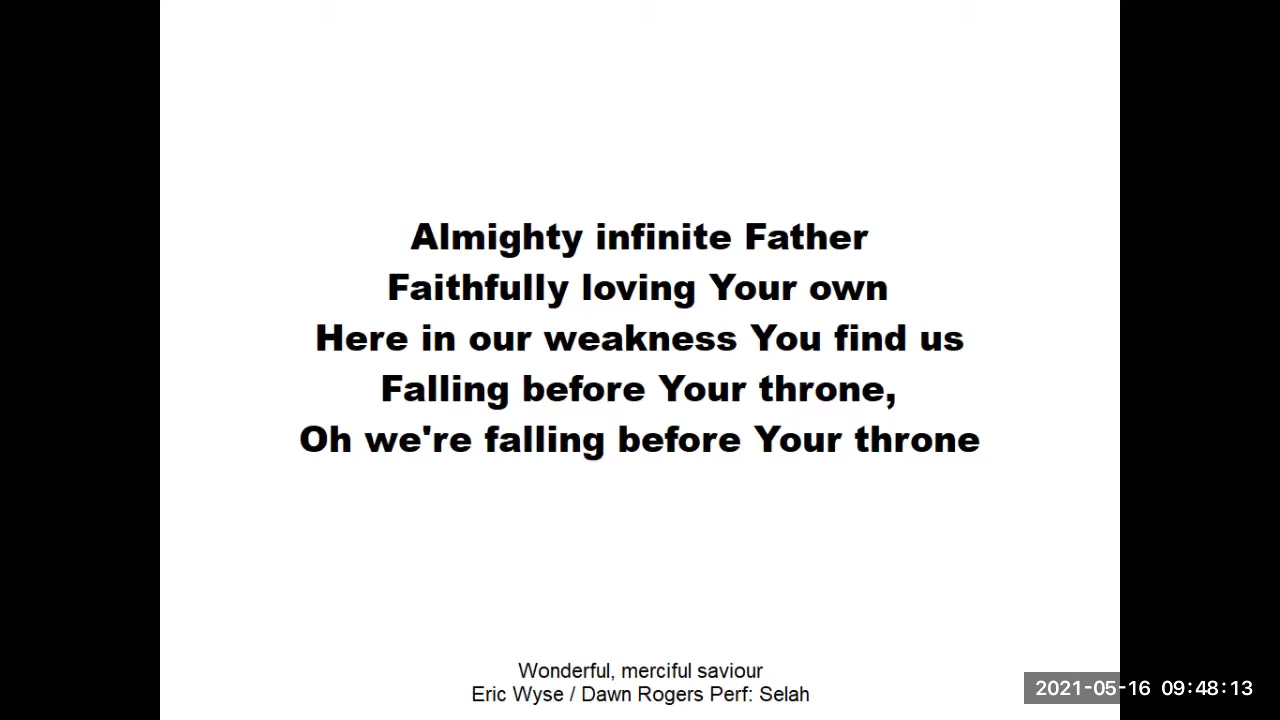 Almighty infinite Father
Faithfully loving Your own
Here in our weakness You find us
Falling before Your throne,
Oh we're falling before Your throne
Wonderful, merciful saviour
Eric Wyse / Dawn Rogers Perf: Selah
2021-05-16 09:48:13